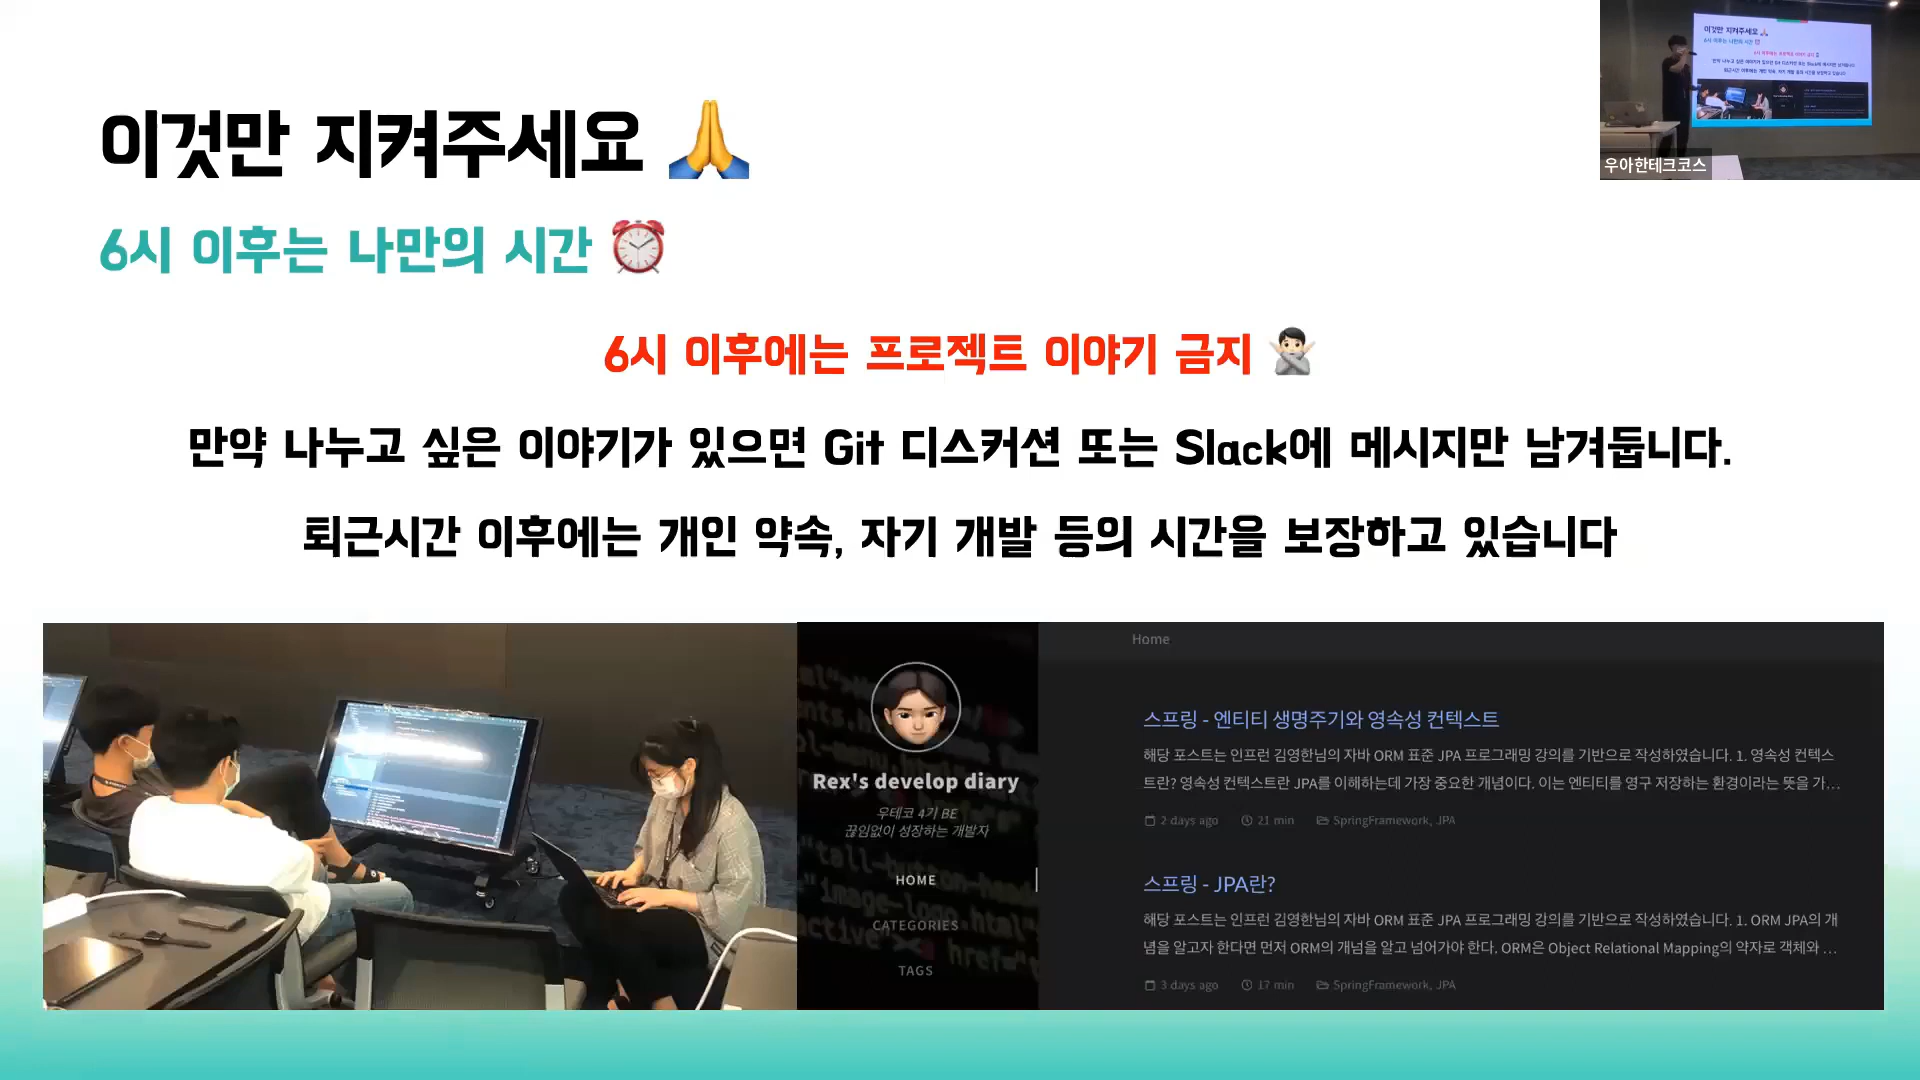 이것만 지켜주세요 🙏
6시 이후는 나만의 시간 ⏰
6시 이후에는 프로젝트 이야기 금지 🙅🏻‍♂️
만약 나누고 싶은 이야기가 있으면 Git 디스커션 또는 Slack에 메시지만 남겨둡니다.
퇴근시간 이후에는 개인 약속, 자기 개발 등의 시간을 보장하고 있습니다
우아한테크코스
Rex's develop diary
우테코 4기 BE
끊임없이 성장하는 개발자
HOME
CATEGORIES
TAGS
Home
스프링 - 엔티티 생명주기와 영속성 컨텍스트
해당 포스트는 인프런 김영한님의 자바 ORM 표준 JPA 프로그래밍 강의를 기반으로 작성하였습니다. 1. 영속성 컨텍스
트란? 영속성 컨텍스트란 JPA를 이해하는데 가장 중요한 개념이다. 이는 엔티티를 영구 저장하는 환경이라는 뜻을 가...
2 days ago 21 min SpringFramework, JPA
스프링 - JPA란?
해당 포스트는 인프런 김영한님의 자바 ORM 표준 JPA 프로그래밍 강의를 기반으로 작성하였습니다. 1. ORM JPA의 개
념을 알고자 한다면 먼저 ORM의 개념을 알고 넘어가야 한다. ORM은 Object Relational Mapping의 약자로 객체와 ...
3 days ago 17 min SpringFramework, JPA